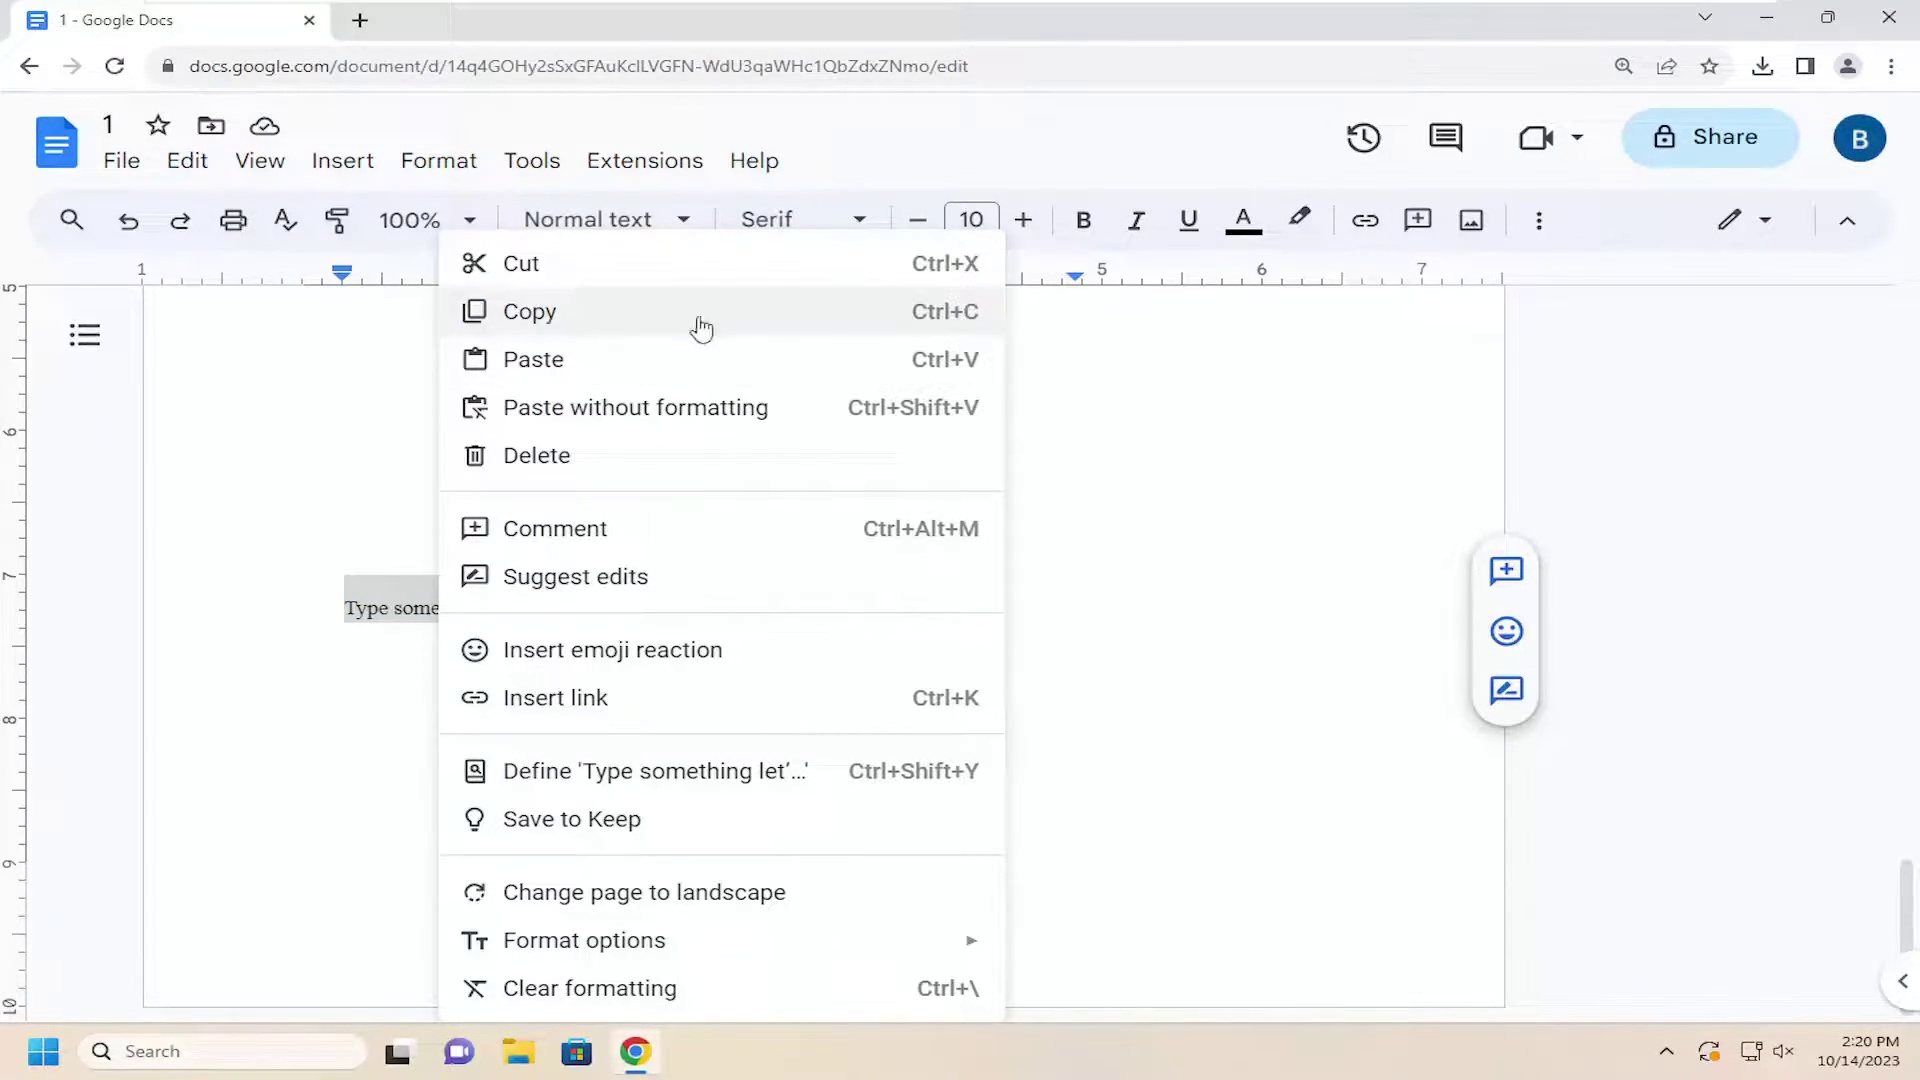 1 - Google Docs
docs.google.com/document/d/14q4GOHy2sSxGFAuKclLVGFN-WdU3qaWHc1QbZdxZNmo/edit
1
File Edit View Insert Format Tools Extensions Help
Share
B
100% Normal text Serif 10 B I U A
1 5 6 7
Cut Ctrl+X
Copy Ctrl+C
Paste Ctrl+V
Paste without formatting Ctrl+Shift+V
Delete
Comment Ctrl+Alt+M
Suggest edits
Type some
Insert emoji reaction
Insert link Ctrl+K
Define 'Type something let'...' Ctrl+Shift+Y
Save to Keep
Change page to landscape
Format options
Clear formatting Ctrl+\
5
6
7
8
9
10
Search
2:20 PM
10/14/2023